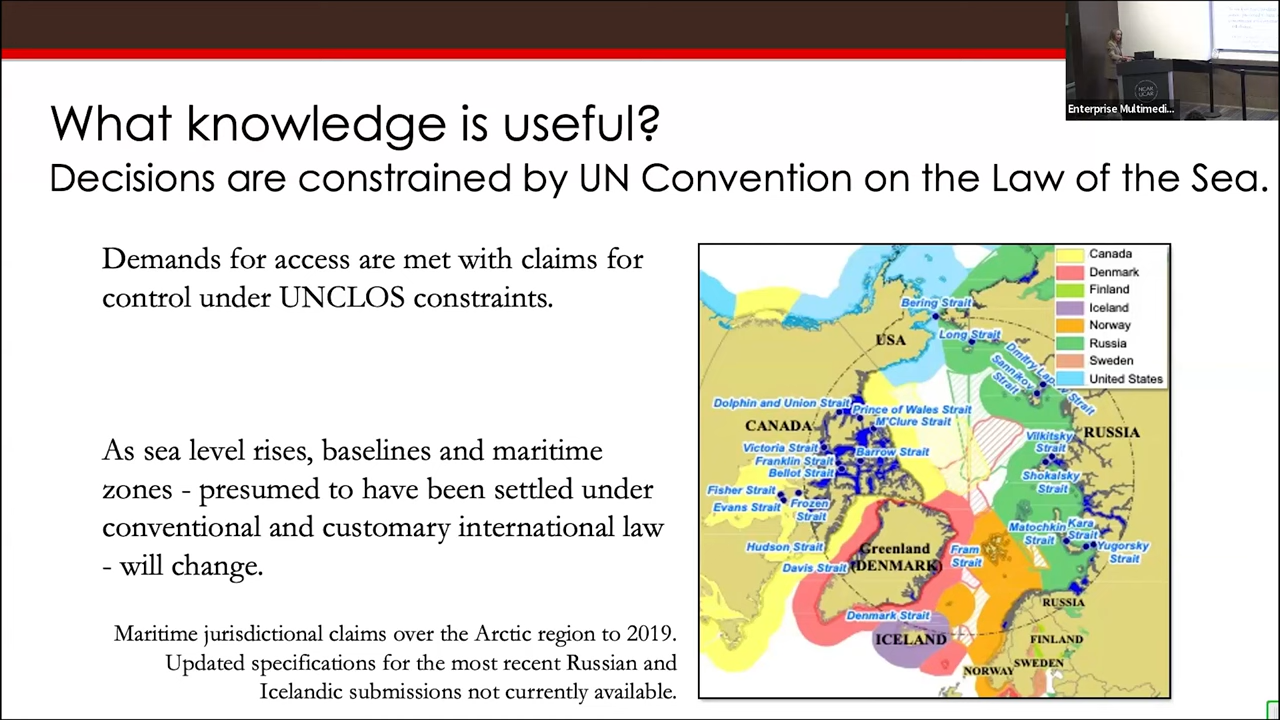 What knowledge is useful?
Decisions are constrained by UN Convention on the Law of the Sea.
Enterprise Multimedi...
NCAR
UCAR
Demands for access are met with claims for
control under UNCLOS constraints.
As sea level rises, baselines and maritime
zones - presumed to have been settled under
conventional and customary international law
- will change.
Maritime jurisdictional claims over the Arctic region to 2019.
Updated specifications for the most recent Russian and
Icelandic submissions not currently available.
Canada
Denmark
Finland
Iceland
Norway
Russia
Sweden
United States
Bering Strait
USA
Long Strait
Sannikov
Strait
Strait
Dolphin and Union Strait
Prince of Wales Strait
M'Clure Strait
CANADA
RUSSIA
Victoria Strait
Barrow Strait
Vilkitsky
Strait
Franklin Strait
Bellot Strait
Shokalsky
Strait
Fisher Strait
Evans Strait
Frozen
Strait
Matochkin
Strait
Kara
Strait
Yugorsky
Strait
Hudson Strait
Greenland
(DENMARK)
Fram
Strait
Davis Strait
Denmark Strait
RUSSIA
ICELAND
FINLAND
SWEDEN
NORWAY